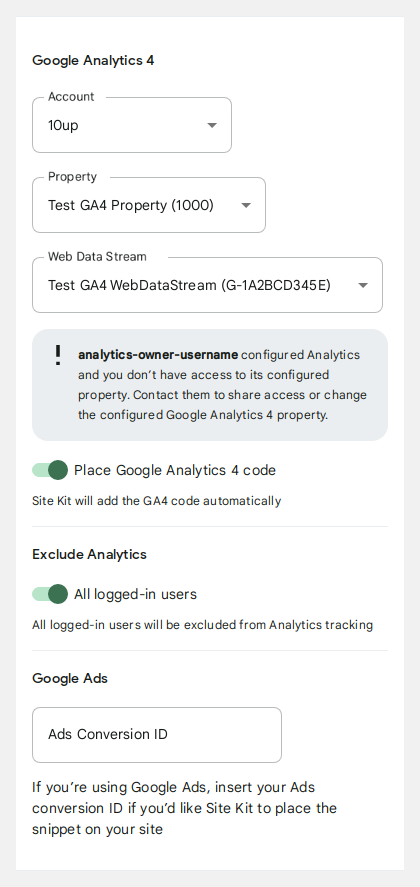 Google Analytics 4
Account
10up
Property
Test GA4 Property (1000)
Web Data Stream
Test GA4 WebDataStream (G-1A2BCD345E)
! analytics-owner-username configured Analytics
and you don’t have access to its configured
property. Contact them to share access or change
the configured Google Analytics 4 property.
Place Google Analytics 4 code
Site Kit will add the GA4 code automatically
Exclude Analytics
All logged-in users
All logged-in users will be excluded from Analytics tracking
Google Ads
Ads Conversion ID
If you’re using Google Ads, insert your Ads
conversion ID if you’d like Site Kit to place the
snippet on your site